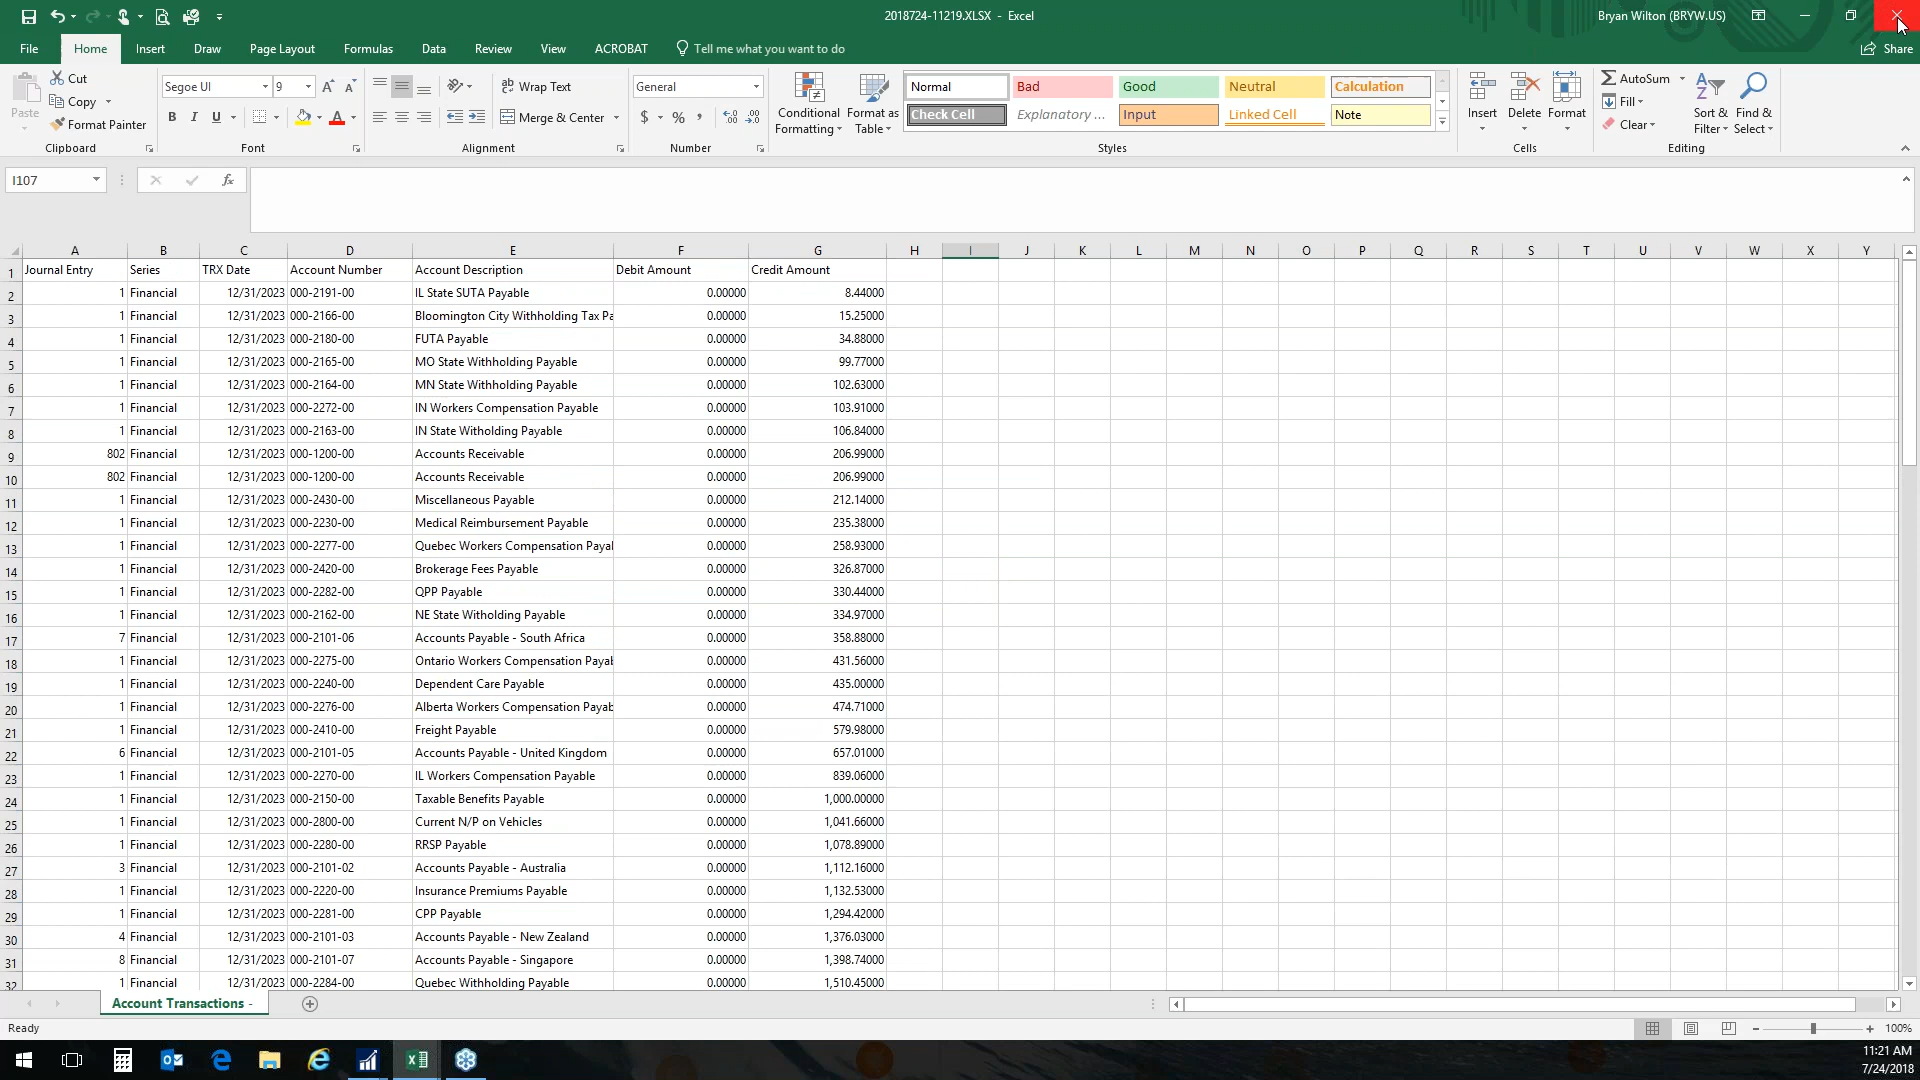 2018724-11219.XLSX - Excel
Bryan Wilton (BRYW.US)
File Home Insert Draw Page Layout Formulas Data Review View ACROBAT Tell me what you want to do Share
Paste
Cut
Copy
Format Painter
Clipboard
Segoe UI 9
B I U
Font
Wrap Text
Merge & Center
Alignment
General
$ % ,
Number
Conditional Formatting
Format as Table
Normal Bad Good Neutral Calculation
Check Cell Explanatory ... Input Linked Cell Note
Styles
Insert Delete Format
Cells
AutoSum
Fill
Clear
Sort & Filter
Find & Select
Editing
I107 fx
A B C D E F G H I J K L M N O P Q R S T U V W X Y
1 Journal Entry Series TRX Date Account Number Account Description Debit Amount Credit Amount
2 1 Financial 12/31/2023 000-2191-00 IL State SUTA Payable 0.00000 8.44000
3 1 Financial 12/31/2023 000-2166-00 Bloomington City Withholding Tax Pa 0.00000 15.25000
4 1 Financial 12/31/2023 000-2180-00 FUTA Payable 0.00000 34.88000
5 1 Financial 12/31/2023 000-2165-00 MO State Withholding Payable 0.00000 99.77000
6 1 Financial 12/31/2023 000-2164-00 MN State Withholding Payable 0.00000 102.63000
7 1 Financial 12/31/2023 000-2272-00 IN Workers Compensation Payable 0.00000 103.91000
8 1 Financial 12/31/2023 000-2163-00 IN State Witholding Payable 0.00000 106.84000
9 802 Financial 12/31/2023 000-1200-00 Accounts Receivable 0.00000 206.99000
10 802 Financial 12/31/2023 000-1200-00 Accounts Receivable 0.00000 206.99000
11 1 Financial 12/31/2023 000-2430-00 Miscellaneous Payable 0.00000 212.14000
12 1 Financial 12/31/2023 000-2230-00 Medical Reimbursement Payable 0.00000 235.38000
13 1 Financial 12/31/2023 000-2277-00 Quebec Workers Compensation Payal 0.00000 258.93000
14 1 Financial 12/31/2023 000-2420-00 Brokerage Fees Payable 0.00000 326.87000
15 1 Financial 12/31/2023 000-2282-00 QPP Payable 0.00000 330.44000
16 1 Financial 12/31/2023 000-2162-00 NE State Witholding Payable 0.00000 334.97000
17 7 Financial 12/31/2023 000-2101-06 Accounts Payable - South Africa 0.00000 358.88000
18 1 Financial 12/31/2023 000-2275-00 Ontario Workers Compensation Payab 0.00000 431.56000
19 1 Financial 12/31/2023 000-2240-00 Dependent Care Payable 0.00000 435.00000
20 1 Financial 12/31/2023 000-2276-00 Alberta Workers Compensation Payab 0.00000 474.71000
21 1 Financial 12/31/2023 000-2410-00 Freight Payable 0.00000 579.98000
22 6 Financial 12/31/2023 000-2101-05 Accounts Payable - United Kingdom 0.00000 657.01000
23 1 Financial 12/31/2023 000-2270-00 IL Workers Compensation Payable 0.00000 839.06000
24 1 Financial 12/31/2023 000-2150-00 Taxable Benefits Payable 0.00000 1,000.00000
25 1 Financial 12/31/2023 000-2800-00 Current N/P on Vehicles 0.00000 1,041.66000
26 1 Financial 12/31/2023 000-2280-00 RRSP Payable 0.00000 1,078.89000
27 3 Financial 12/31/2023 000-2101-02 Accounts Payable - Australia 0.00000 1,112.16000
28 1 Financial 12/31/2023 000-2220-00 Insurance Premiums Payable 0.00000 1,132.53000
29 1 Financial 12/31/2023 000-2281-00 CPP Payable 0.00000 1,294.42000
30 4 Financial 12/31/2023 000-2101-03 Accounts Payable - New Zealand 0.00000 1,376.03000
31 8 Financial 12/31/2023 000-2101-07 Accounts Payable - Singapore 0.00000 1,398.74000
32 1 Financial 12/31/2023 000-2284-00 Quebec Withholding Payable 0.00000 1,510.45000
Account Transactions -
Ready
100%
11:21 AM
7/24/2018